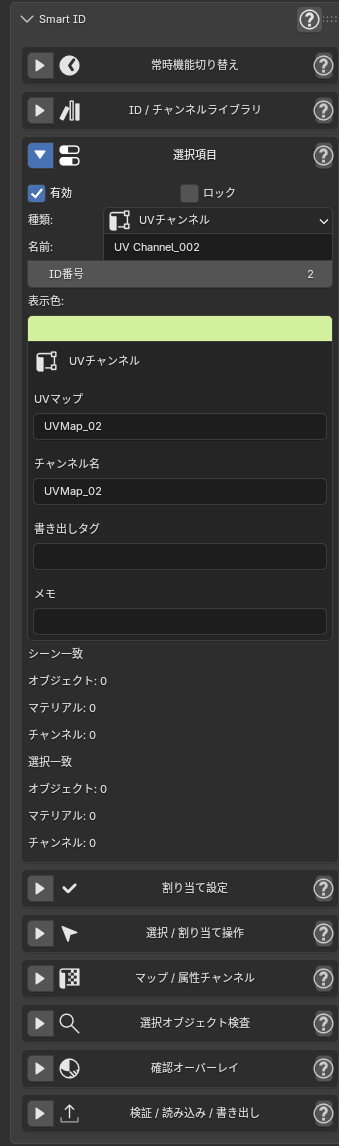 Smart ID
常時機能切り替え
ID / チャンネルライブラリ
選択項目
有効 ロック
種類: UVチャンネル
名前: UV Channel_002
ID番号 2
表示色:
UVチャンネル
UVマップ
UVMap_02
チャンネル名
UVMap_02
書き出しタグ
メモ
シーン一致
オブジェクト: 0
マテリアル: 0
チャンネル: 0
選択一致
オブジェクト: 0
マテリアル: 0
チャンネル: 0
割り当て設定
選択 / 割り当て操作
マップ / 属性チャンネル
選択オブジェクト検査
確認オーバーレイ
検証 / 読み込み / 書き出し